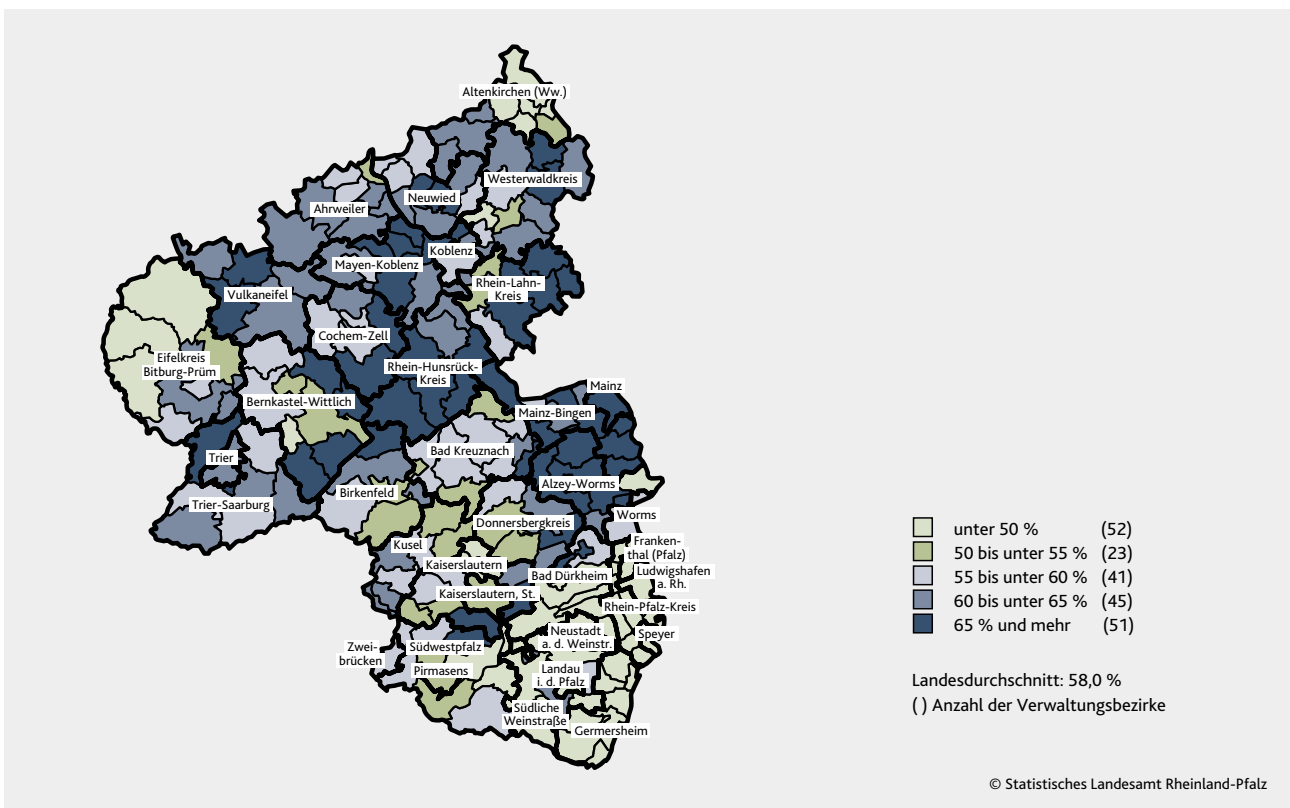 Altenkirchen (Ww.)
Westerwaldkreis
Neuwied
Ahrweiler
Koblenz
Mayen-Koblenz
Rhein-Lahn-
Kreis
Vulkaneifel
Cochem-Zell
Eifelkreis
Bitburg-Prüm
Rhein-Hunsrück-
Kreis
Mainz
Bernkastel-Wittlich
Mainz-Bingen
Bad Kreuznach
Trier
Alzey-Worms
Birkenfeld
Trier-Saarburg
Donnersbergkreis
Worms
Kusel
Franken-
thal (Pfalz)
Kaiserslautern
Bad Dürkheim
Ludwigshafen
a. Rh.
Kaiserslautern, St.
Rhein-Pfalz-Kreis
Neustadt
a. d. Weinstr.
Speyer
Zwei-
brücken
Südwestpfalz
Pirmasens
Landau
i. d. Pfalz
Südliche
Weinstraße
Germersheim
unter 50 % (52)
50 bis unter 55 % (23)
55 bis unter 60 % (41)
60 bis unter 65 % (45)
65 % und mehr (51)
Landesdurchschnitt: 58,0 %
( ) Anzahl der Verwaltungsbezirke
© Statistisches Landesamt Rheinland-Pfalz